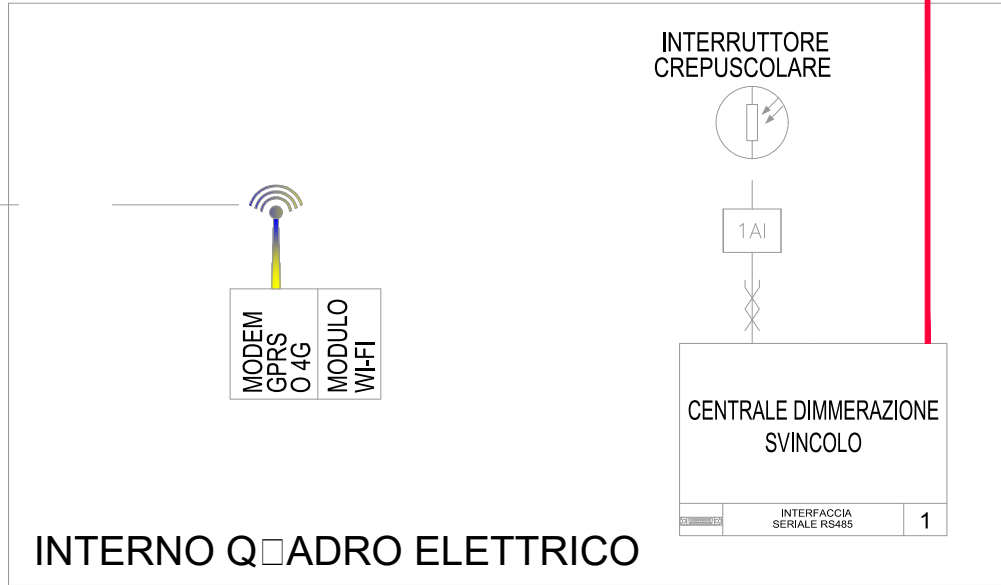 INTERRUTTORE
CREPUSCOLARE
1AI
MODEM
GPRS
O 4G
MODULO
WI-FI
CENTRALE DIMMERAZIONE
SVINCOLO
INTERFACCIA
SERIALE RS485
1
INTERNO Q□ADRO ELETTRICO